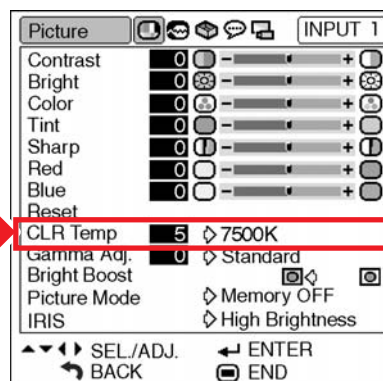 Picture INPUT 1
Contrast 0 - +
Bright 0 - +
Color 0 - +
Tint 0 - +
Sharp 0 - +
Red 0 - +
Blue 0 - +
Reset
CLR Temp 5 7500K
Gamma Adj. 0 Standard
Bright Boost
Picture Mode Memory OFF
IRIS High Brightness
SEL./ADJ. ENTER
BACK END